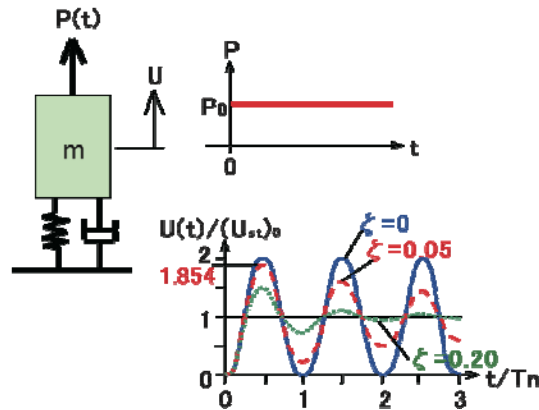 P(t)
U
m
P
P₀
0
t
U(t)/(Ust)₀
ζ=0
ζ=0.05
2
1.854
1
ζ=0.20
0
0
1
2
3
t/Tn